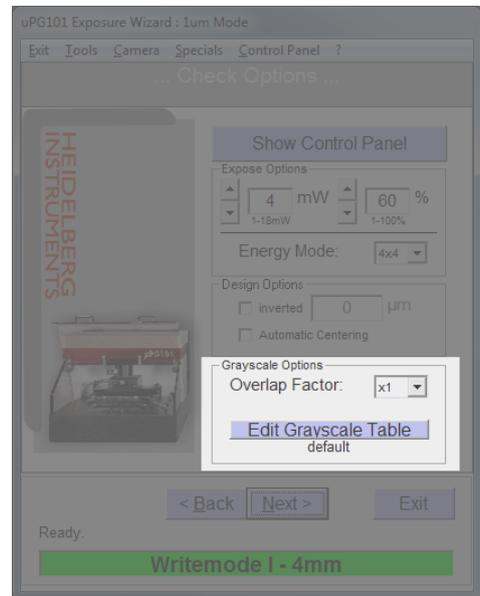 uPG101 Exposure Wizard : 1um Mode
Exit Tools Camera Specials Control Panel ?
... Check Options ...
HEIDELBERG
INSTRUMENTS
µPG101
Show Control Panel
Expose Options
4 mW 60 %
1-18mW 1-100%
Energy Mode: 4x4
Design Options
inverted 0 µm
Automatic Centering
Grayscale Options
Overlap Factor: x1
Edit Grayscale Table
default
< Back Next > Exit
Ready.
Writemode I - 4mm